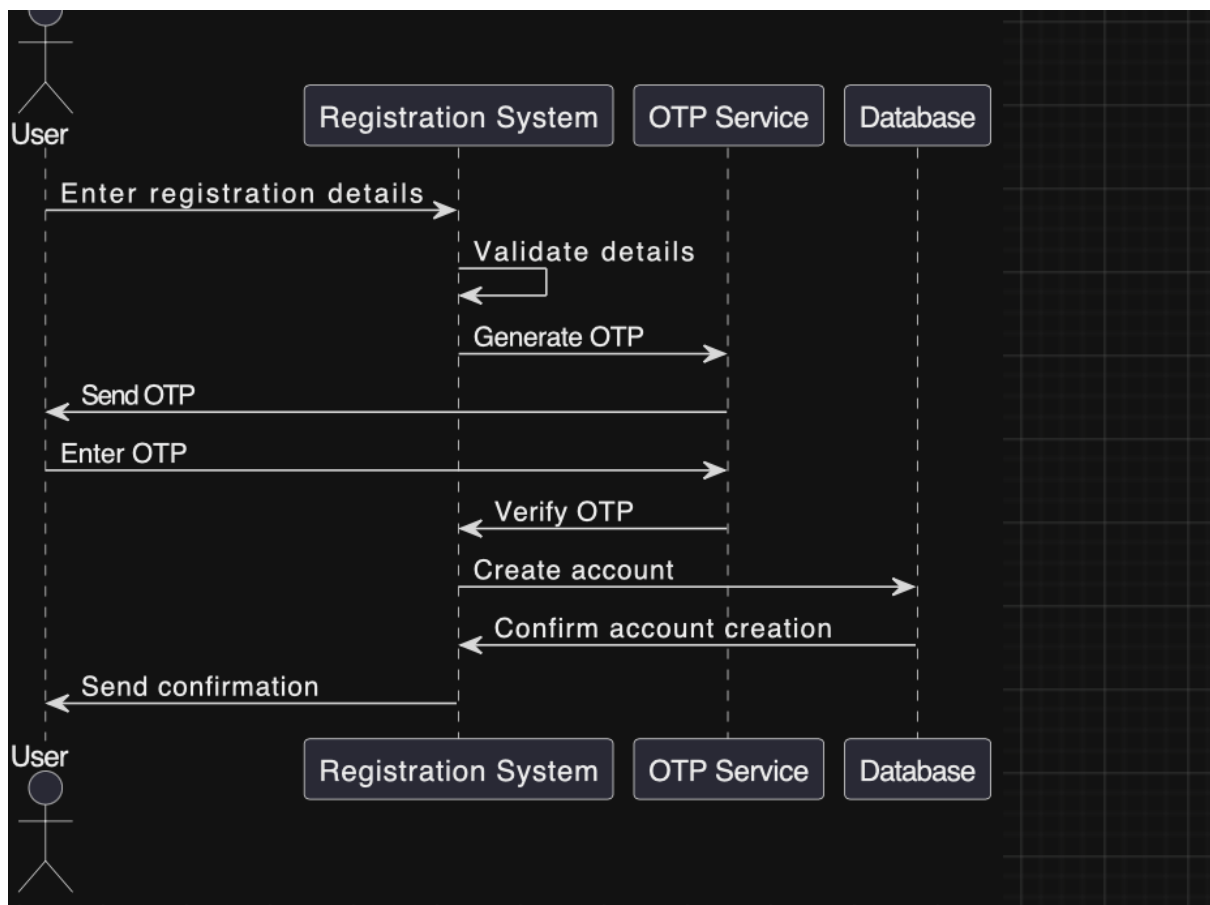 Registration System
OTP Service
Database
User
Enter registration details
Validate details
Generate OTP
Send OTP
Enter OTP
Verify OTP
Create account
Confirm account creation
Send confirmation
User
Registration System
OTP Service
Database